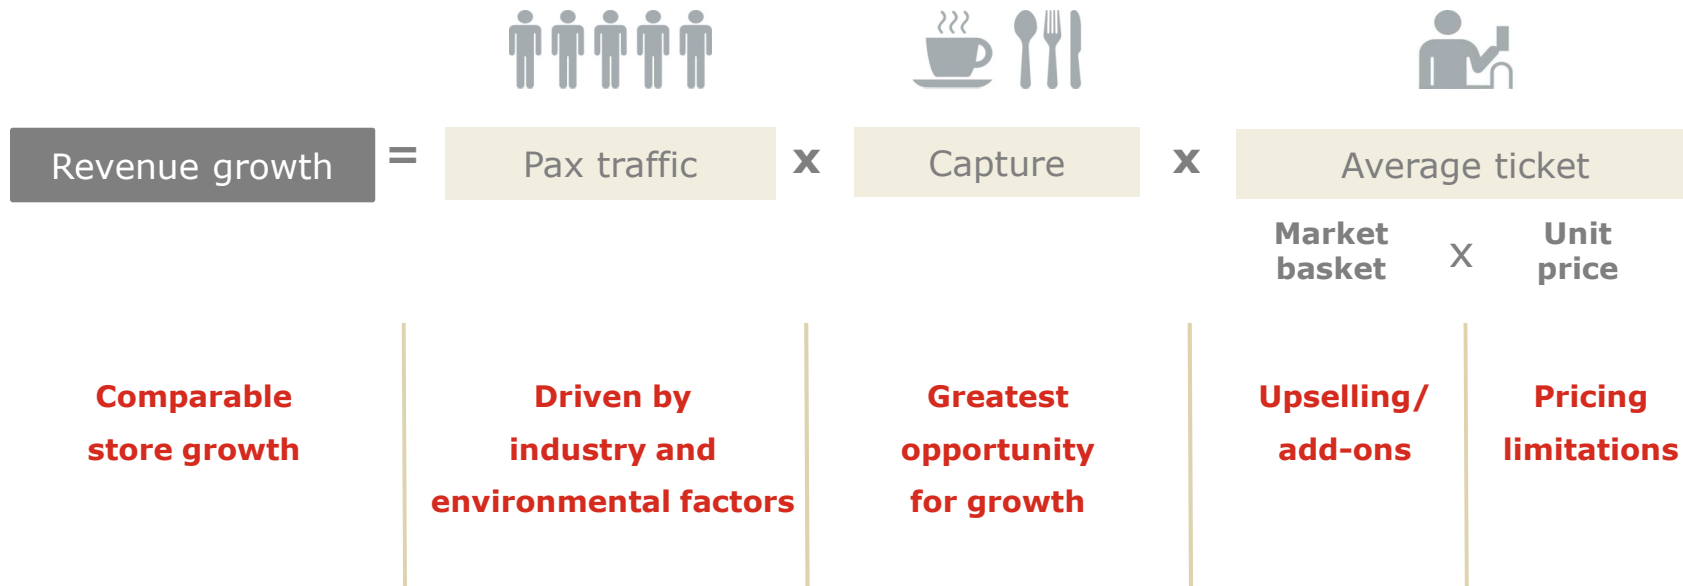 Revenue growth = Pax traffic x Capture x Average ticket
Market basket x Unit price
Comparable
store growth
Driven by
industry and
environmental factors
Greatest
opportunity
for growth
Upselling/
add-ons
Pricing
limitations